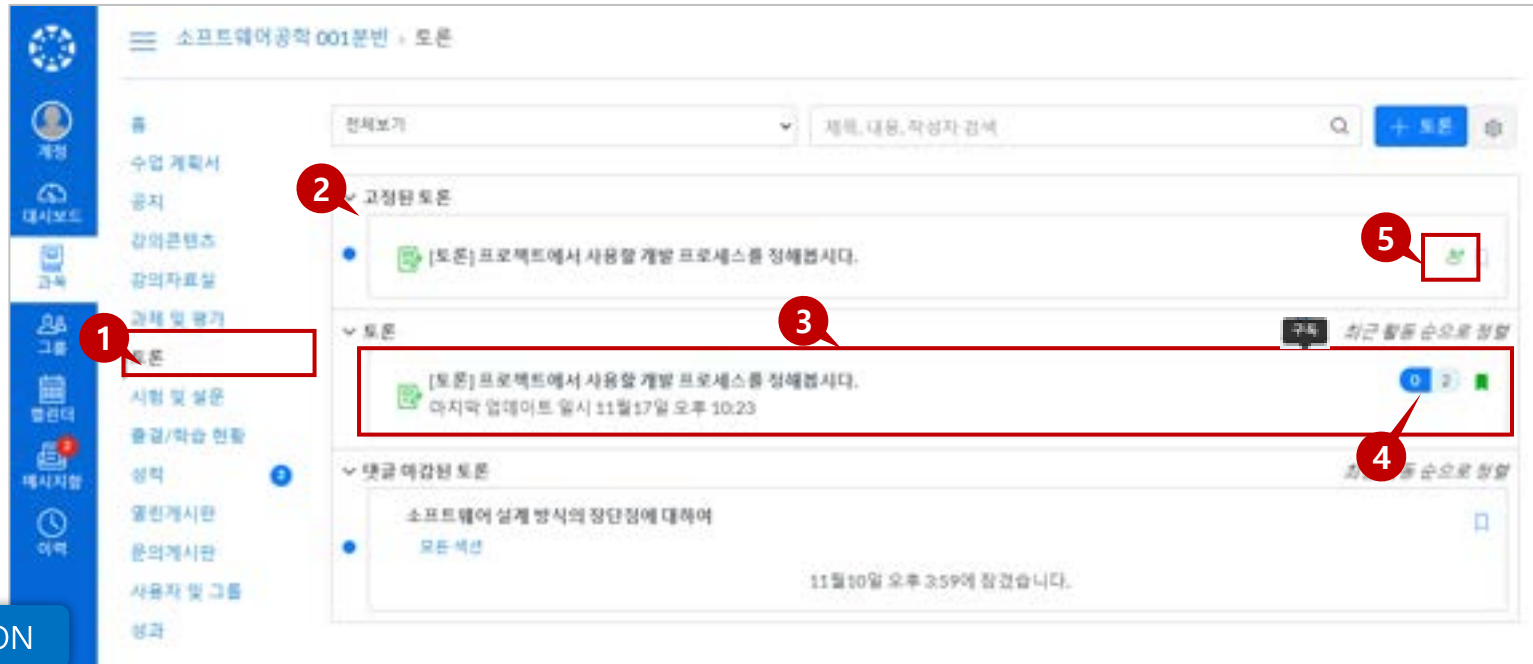 소프트웨어공학 001분반 › 토론
계정
대시보드
과목
그룹
캘린더
2
메시지함
이력
홈
수업 계획서
공지
강의콘텐츠
강의자료실
과제 및 평가
1
토론
시험 및 설문
출결/학습 현황
성적 2
열린게시판
문의게시판
사용자 및 그룹
성과
ON
전체보기
제목, 내용, 작성자 검색
+ 토론
2
고정된 토론
[토론] 프로젝트에서 사용할 개발 프로세스를 정해봅시다.
5
3
토론
구독
최근 활동 순으로 정렬
[토론] 프로젝트에서 사용할 개발 프로세스를 정해봅시다.
0 2
마지막 업데이트 일시 11월17일 오후 10:23
4
댓글 마감된 토론
순으로 정렬
소프트웨어 설계 방식의 장단점에 대하여
모든 섹션
11월10일 오후 3:59에 잠겼습니다.